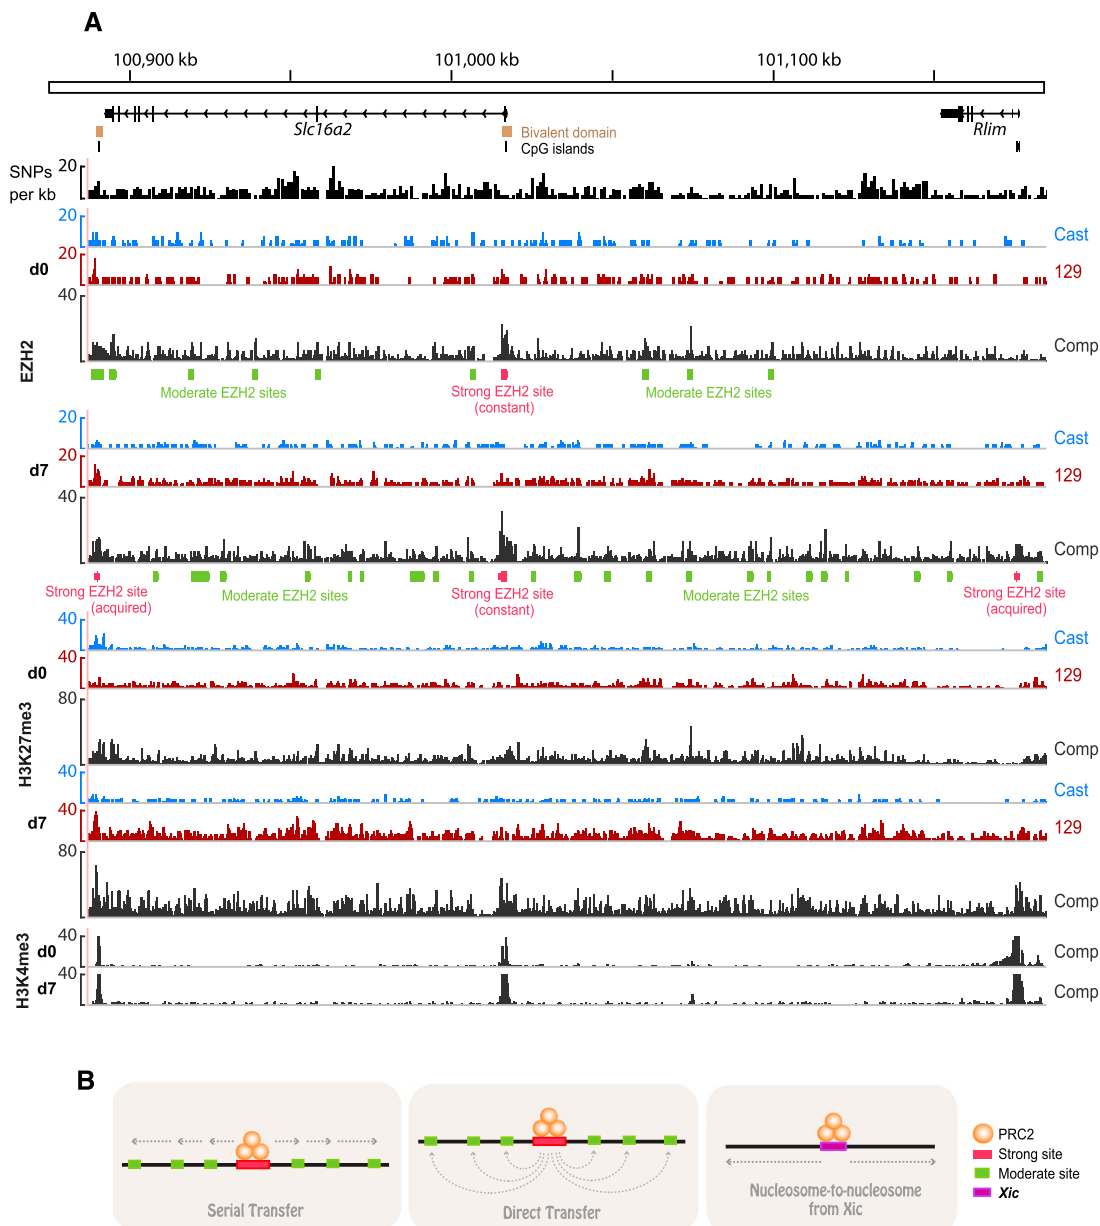 A
100,900 kb
101,000 kb
101,100 kb
Slc16a2
Rlim
Bivalent domain
CpG islands
SNPs
per kb
20
20
Cast
d0
20
129
EZH2
40
Comp
Moderate EZH2 sites
Strong EZH2 site
(constant)
Moderate EZH2 sites
20
Cast
d7
20
129
40
Comp
Strong EZH2 site
(acquired)
Moderate EZH2 sites
Strong EZH2 site
(constant)
Moderate EZH2 sites
Strong EZH2 site
(acquired)
40
Cast
d0
40
129
H3K27me3
80
Comp
40
Cast
d7
40
129
80
Comp
H3K4me3
d0
40
Comp
d7
40
Comp
B
Serial Transfer
Direct Transfer
Nucleosome-to-nucleosome
from Xic
PRC2
Strong site
Moderate site
Xic